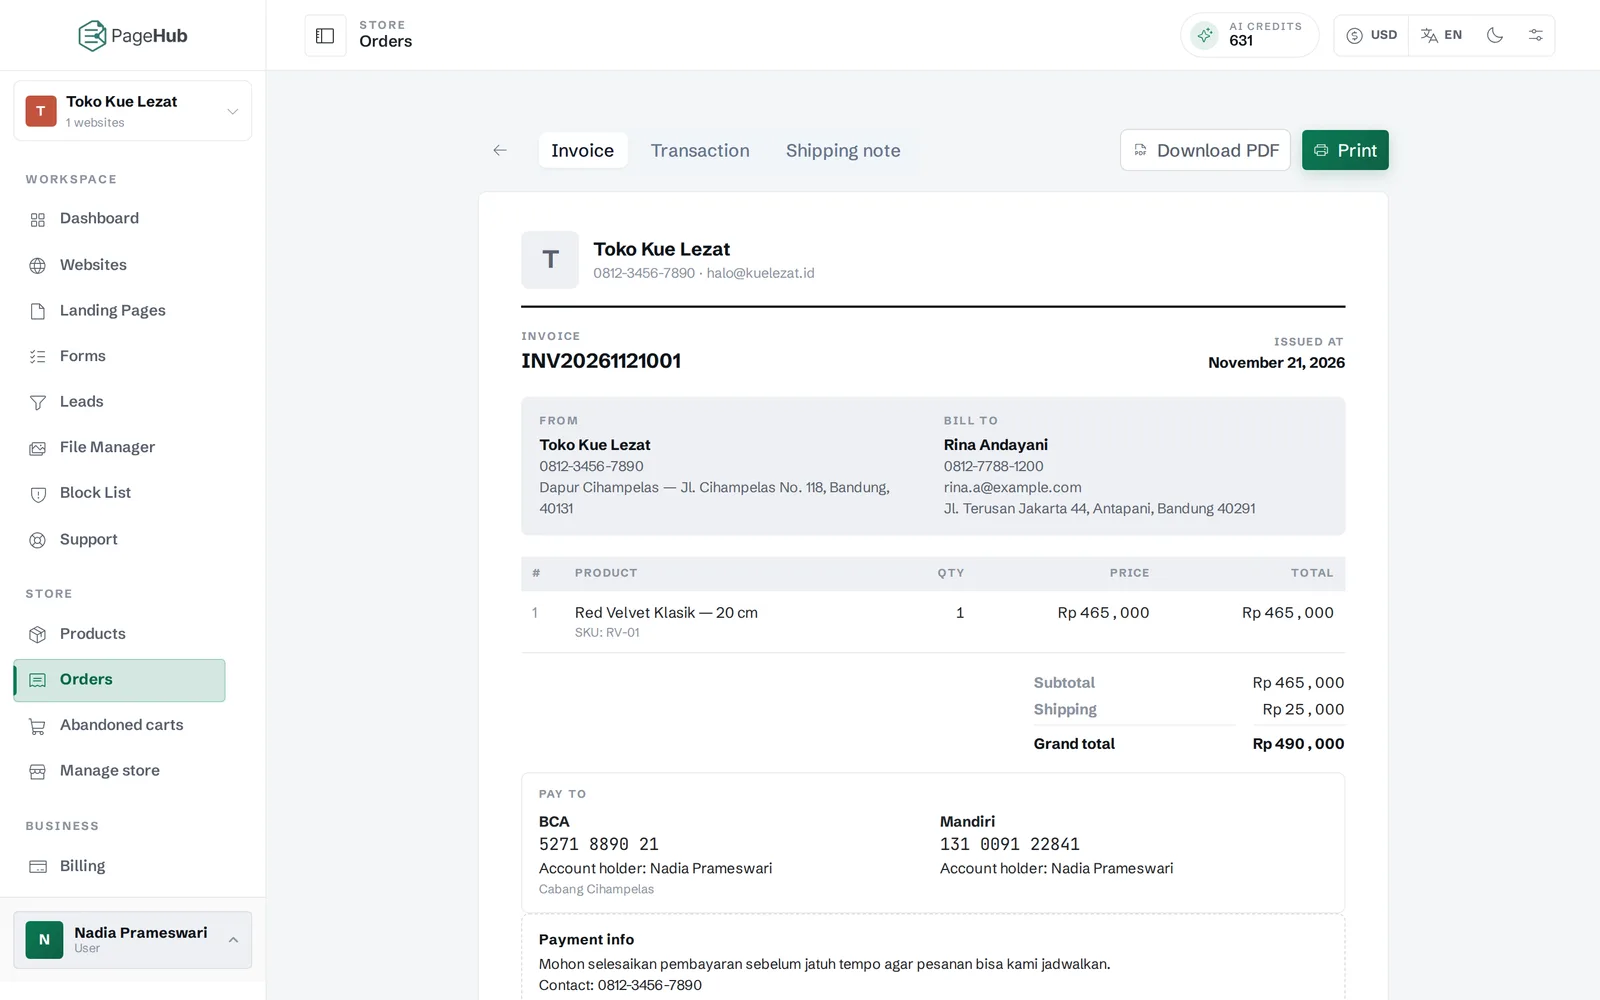 PageHub
T
Toko Kue Lezat
1 websites
WORKSPACE
Dashboard
Websites
Landing Pages
Forms
Leads
File Manager
Block List
Support
STORE
Products
Orders
Abandoned carts
Manage store
BUSINESS
Billing
N
Nadia Prameswari
User
STORE
Orders
AI CREDITS
631
USD
EN
Invoice
Transaction
Shipping note
Download PDF
Print
T
Toko Kue Lezat
0812-3456-7890 · halo@kuelezat.id
INVOICE
INV20261121001
ISSUED AT
November 21, 2026
FROM
Toko Kue Lezat
0812-3456-7890
Dapur Cihampelas — Jl. Cihampelas No. 118, Bandung,
40131
BILL TO
Rina Andayani
0812-7788-1200
rina.a@example.com
Jl. Terusan Jakarta 44, Antapani, Bandung 40291
# PRODUCT QTY PRICE TOTAL
1 Red Velvet Klasik — 20 cm 1 Rp 465,000 Rp 465,000
SKU: RV-01
Subtotal Rp 465,000
Shipping Rp 25,000
Grand total Rp 490,000
PAY TO
BCA
5271 8890 21
Account holder: Nadia Prameswari
Cabang Cihampelas
Mandiri
131 0091 22841
Account holder: Nadia Prameswari
Payment info
Mohon selesaikan pembayaran sebelum jatuh tempo agar pesanan bisa kami jadwalkan.
Contact: 0812-3456-7890